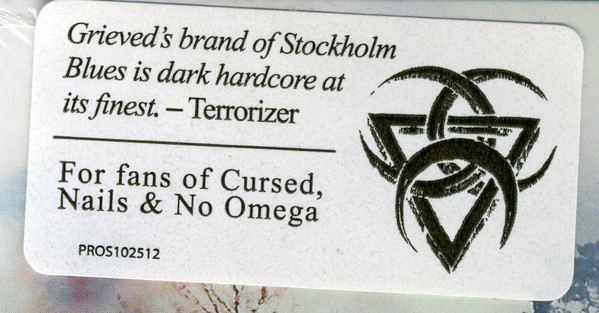 Grieved's brand of Stockholm
Blues is dark hardcore at
its finest. – Terrorizer
For fans of Cursed,
Nails & No Omega
PROS102512